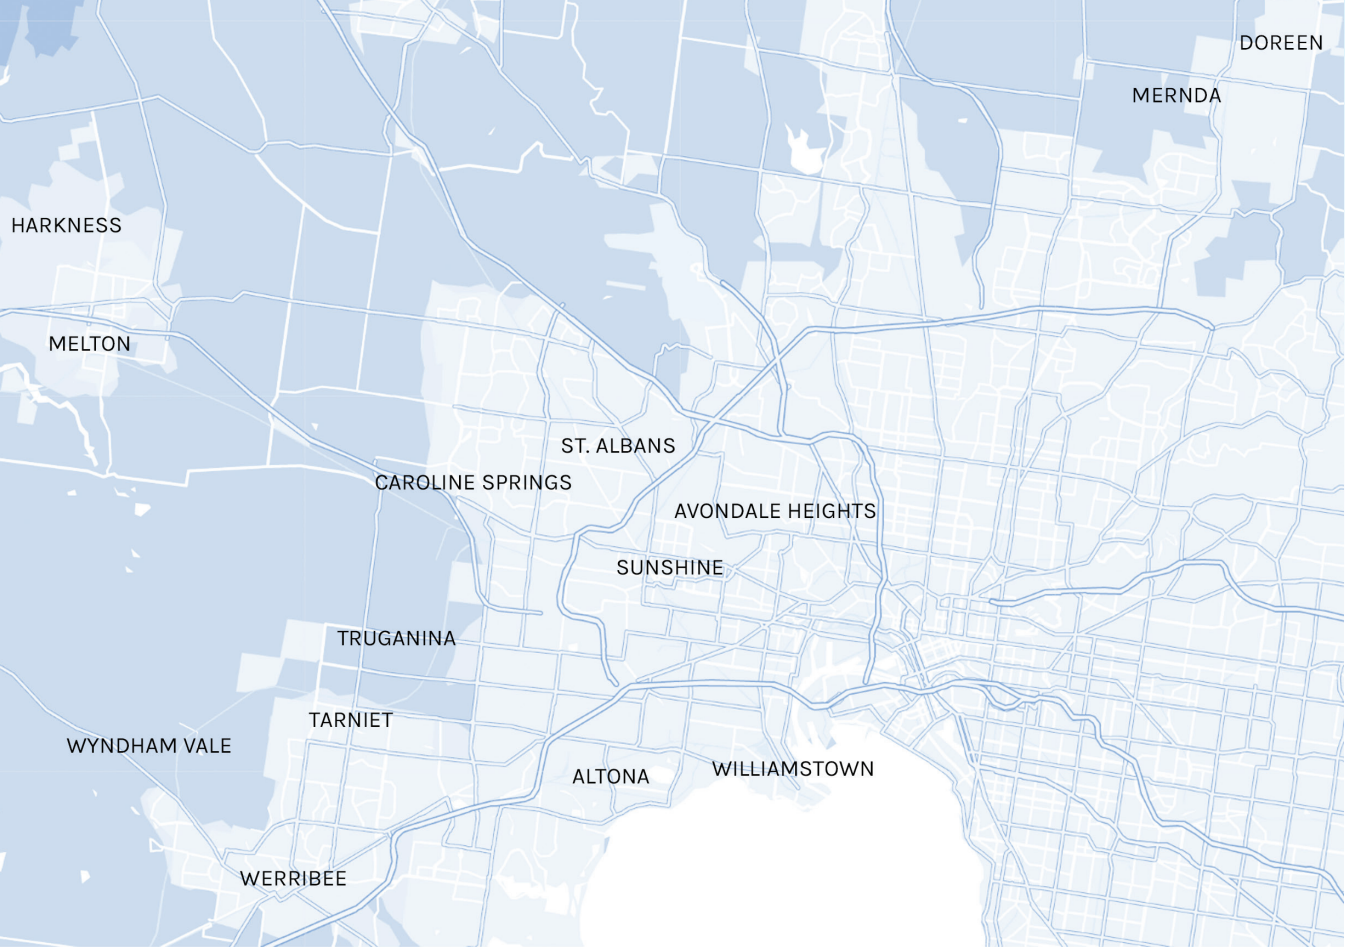 DOREEN
MERNDA
HARKNESS
MELTON
ST. ALBANS
CAROLINE SPRINGS
AVONDALE HEIGHTS
SUNSHINE
TRUGANINA
TARNIET
WYNDHAM VALE
WILLIAMSTOWN
ALTONA
WERRIBEE